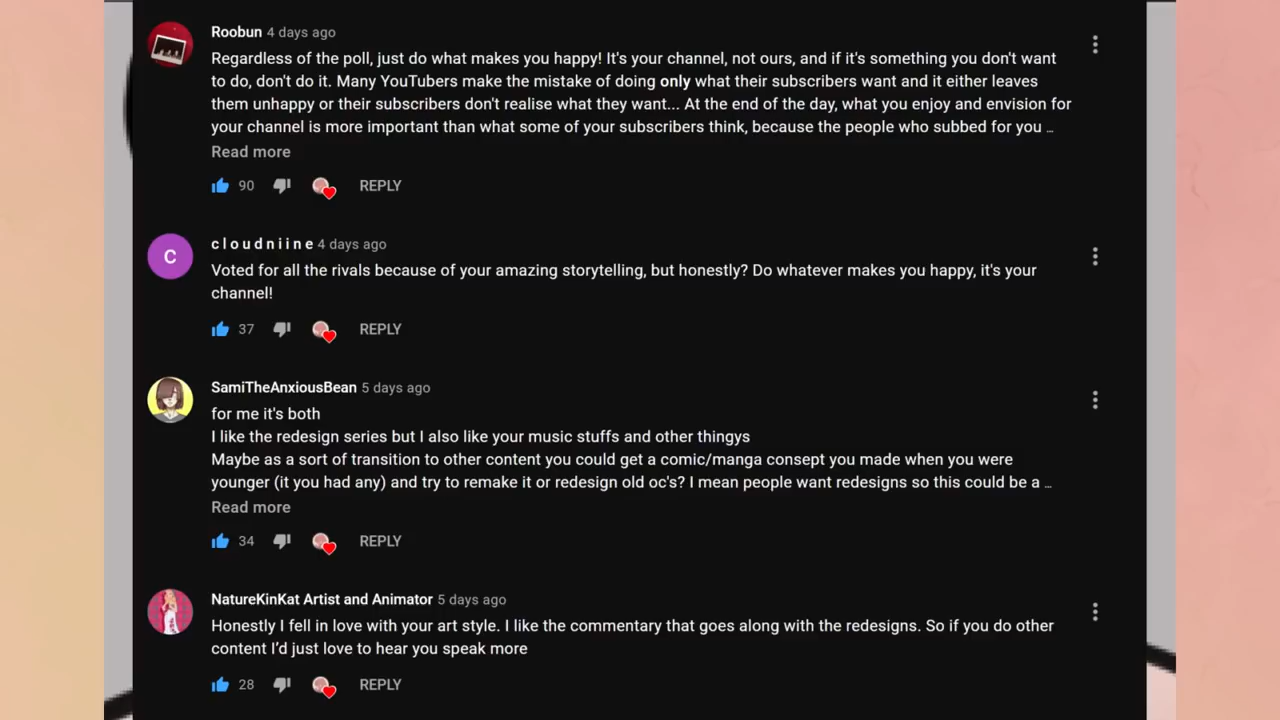 Roobun 4 days ago
Regardless of the poll, just do what makes you happy! It's your channel, not ours, and if it's something you don't want
to do, don't do it. Many YouTubers make the mistake of doing only what their subscribers want and it either leaves
them unhappy or their subscribers don't realise what they want... At the end of the day, what you enjoy and envision for
your channel is more important than what some of your subscribers think, because the people who subbed for you ...
Read more
90 REPLY
C
cloudniine 4 days ago
Voted for all the rivals because of your amazing storytelling, but honestly? Do whatever makes you happy, it's your
channel!
37 REPLY
SamiTheAnxiousBean 5 days ago
for me it's both
I like the redesign series but I also like your music stuffs and other thingys
Maybe as a sort of transition to other content you could get a comic/manga consept you made when you were
younger (it you had any) and try to remake it or redesign old oc's? I mean people want redesigns so this could be a ...
Read more
34 REPLY
NatureKinKat Artist and Animator 5 days ago
Honestly I fell in love with your art style. I like the commentary that goes along with the redesigns. So if you do other
content I'd just love to hear you speak more
28 REPLY